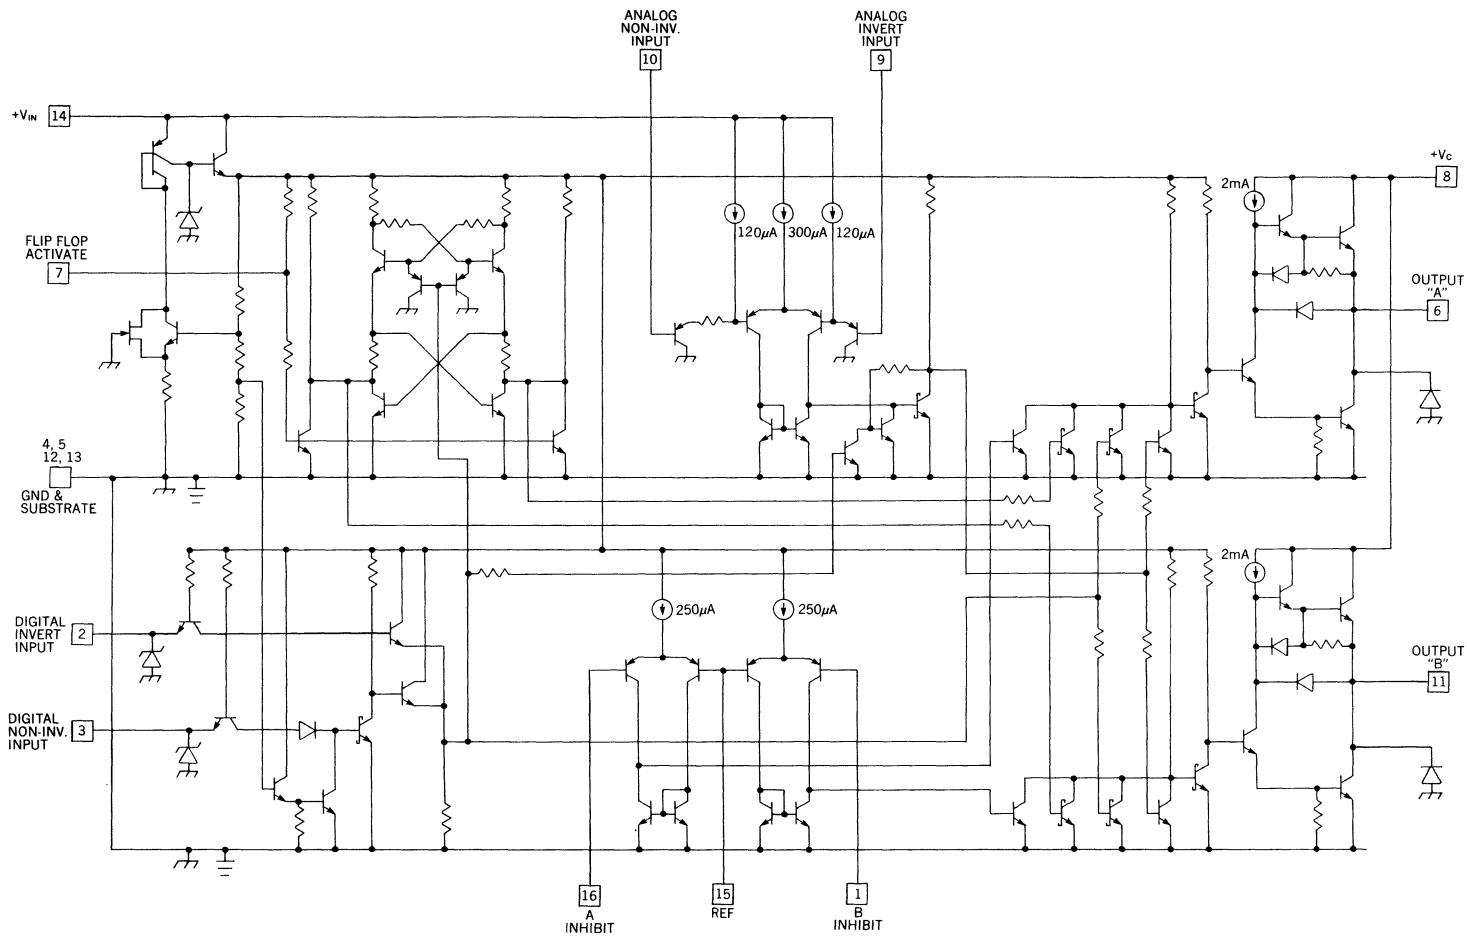 ANALOG
NON-INV.
INPUT
10
ANALOG
INVERT
INPUT
9
+VIN 14
+VC
8
2mA
120µA 300µA 120µA
FLIP FLOP
ACTIVATE
7
OUTPUT
"A"
6
4, 5
12, 13
GND &
SUBSTRATE
2mA
250µA 250µA
DIGITAL
INVERT
INPUT
2
OUTPUT
"B"
11
DIGITAL
NON-INV.
INPUT
3
16
A
INHIBIT
15
REF
1
B
INHIBIT